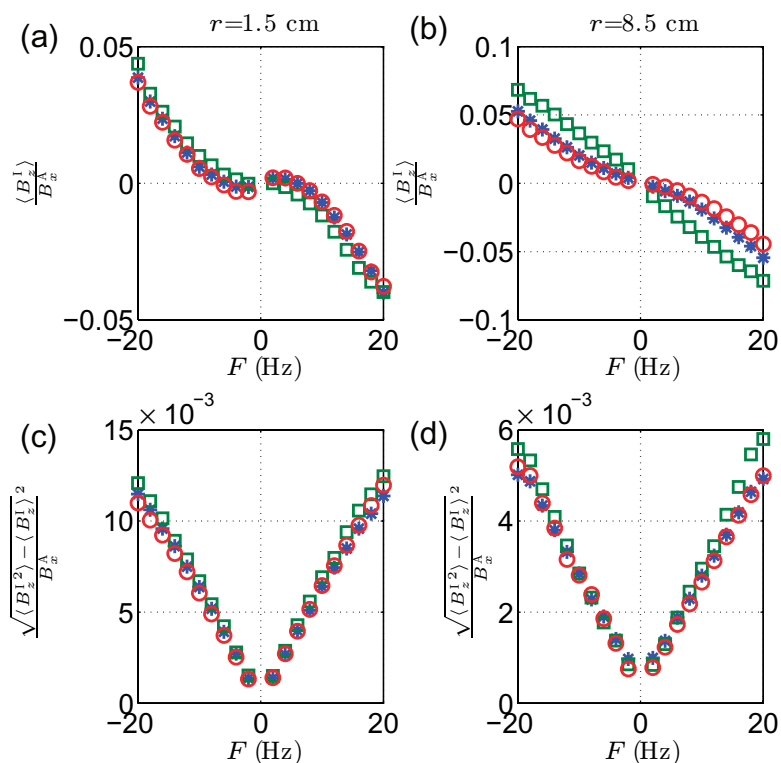 (a) r=1.5 cm
0.05
0
−0.05
−20 0 20
F (Hz)
⟨B_z^I⟩ / B_x^A
(b) r=8.5 cm
0.1
0.05
0
−0.05
−0.1
−20 0 20
F (Hz)
⟨B_z^I⟩ / B_x^A
(c) × 10^−3
15
10
5
0
−20 0 20
F (Hz)
√(⟨B_z^I 2⟩−⟨B_z^I⟩^2) / B_x^A
(d) × 10^−3
6
4
2
0
−20 0 20
F (Hz)
√(⟨B_z^I 2⟩−⟨B_z^I⟩^2) / B_x^A